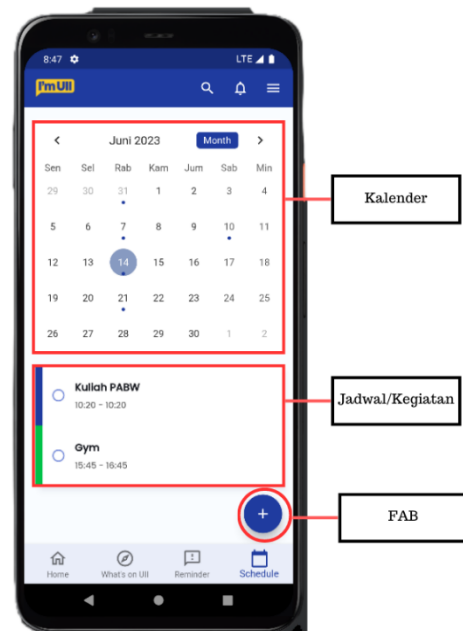 8:47 LTE
I'm UII
Juni 2023 Month
Sen Sel Rab Kam Jum Sab Min
29 30 31 1 2 3 4
5 6 7 8 9 10 11
12 13 14 15 16 17 18
19 20 21 22 23 24 25
26 27 28 29 30 1 2
Kuliah PABW
10:20 - 10:20
Gym
15:45 - 16:45
+
Home What's on UII Reminder Schedule
Kalender
Jadwal/Kegiatan
FAB